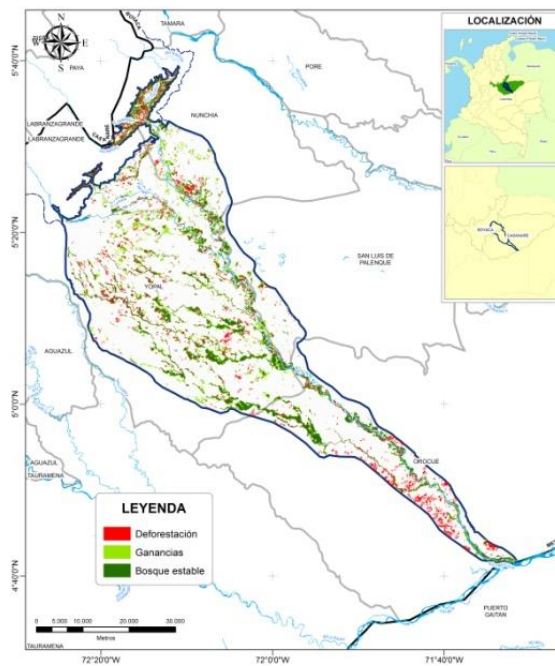 LOCALIZACIÓN
TAMARA
BOYACA
N
W E
S
PAYA
PORE
5°40'0"N
LABRANZAGRANDE
LABRANZAGRANDE
NUNCHIA
BOYACA
CASANARE
5°20'0"N
SAN LUIS DE
PALENQUE
YOPAL
AGUAZUL
5°0'0"N
OROCUE
AGUAZUL
TAURAMENA
LEYENDA
Deforestación
Ganancias
Bosque estable
4°40'0"N
PUERTO
GAITAN
0 5.000 10.000 20.000 30.000
Metros
TAURAMENA
72°20'0"W 72°0'0"W 71°40'0"W